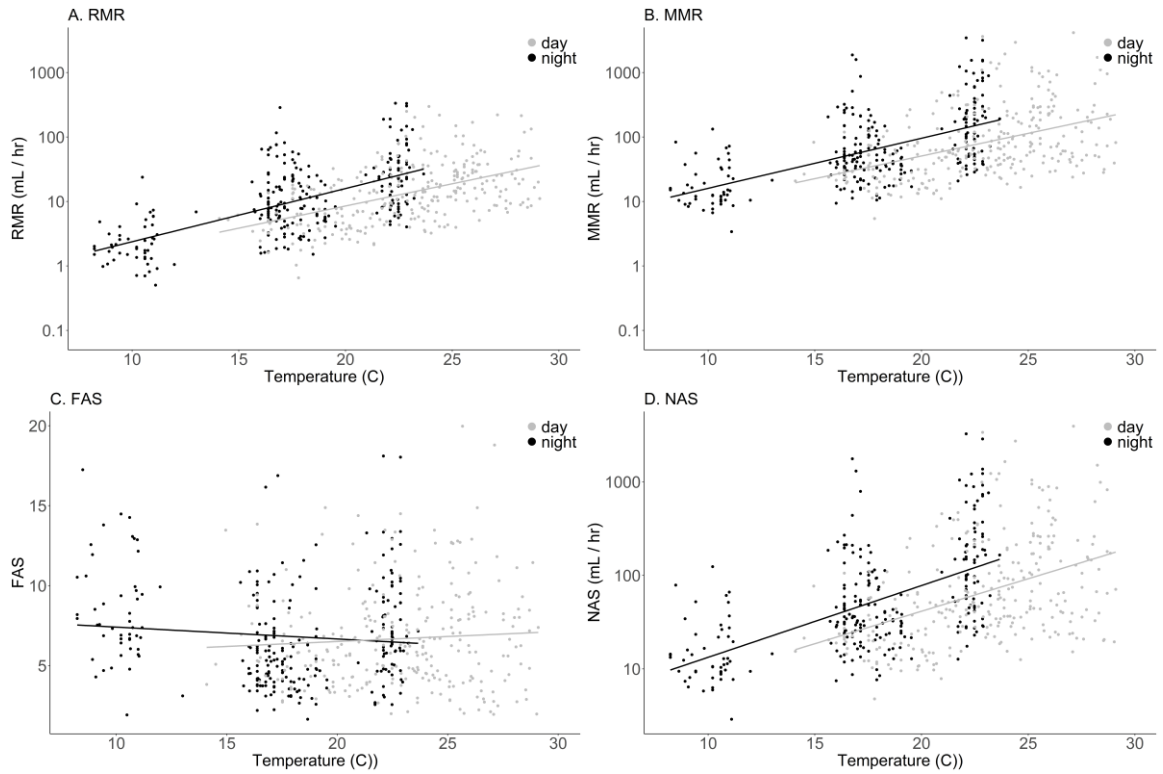 A. RMR
day
night
1000
100
10
1
0.1
RMR (mL / hr)
10
15
20
25
30
Temperature (C)
B. MMR
day
night
1000
100
10
1
0.1
MMR (mL / hr)
10
15
20
25
30
Temperature (C))
C. FAS
day
night
20
15
10
5
FAS
10
15
20
25
30
Temperature (C))
D. NAS
day
night
1000
100
10
NAS (mL / hr)
10
15
20
25
30
Temperature (C))